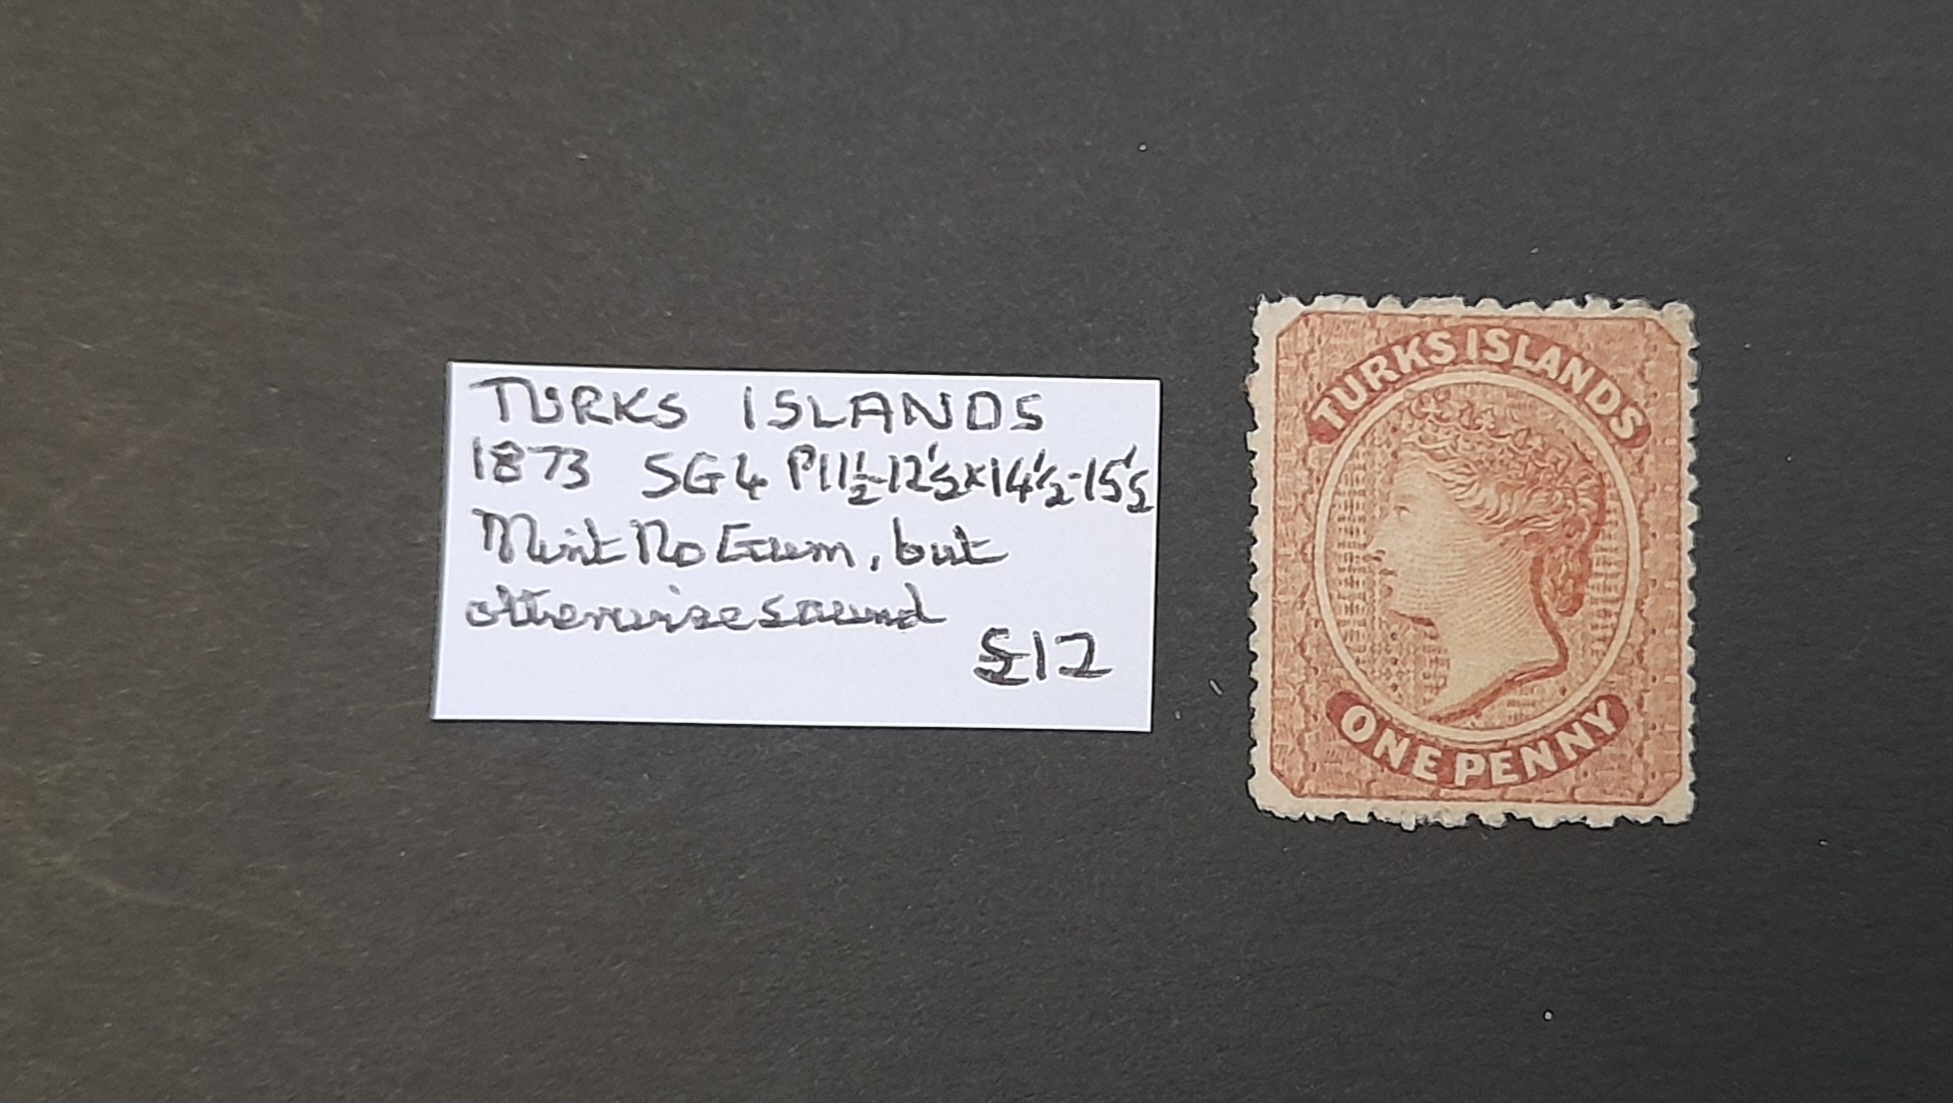 TURKS ISLANDS
1873 SG4 P11½-12½x14½-15½
Mint No Gum, but
otherwise sound
£12
TURKS ISLANDS
ONE PENNY